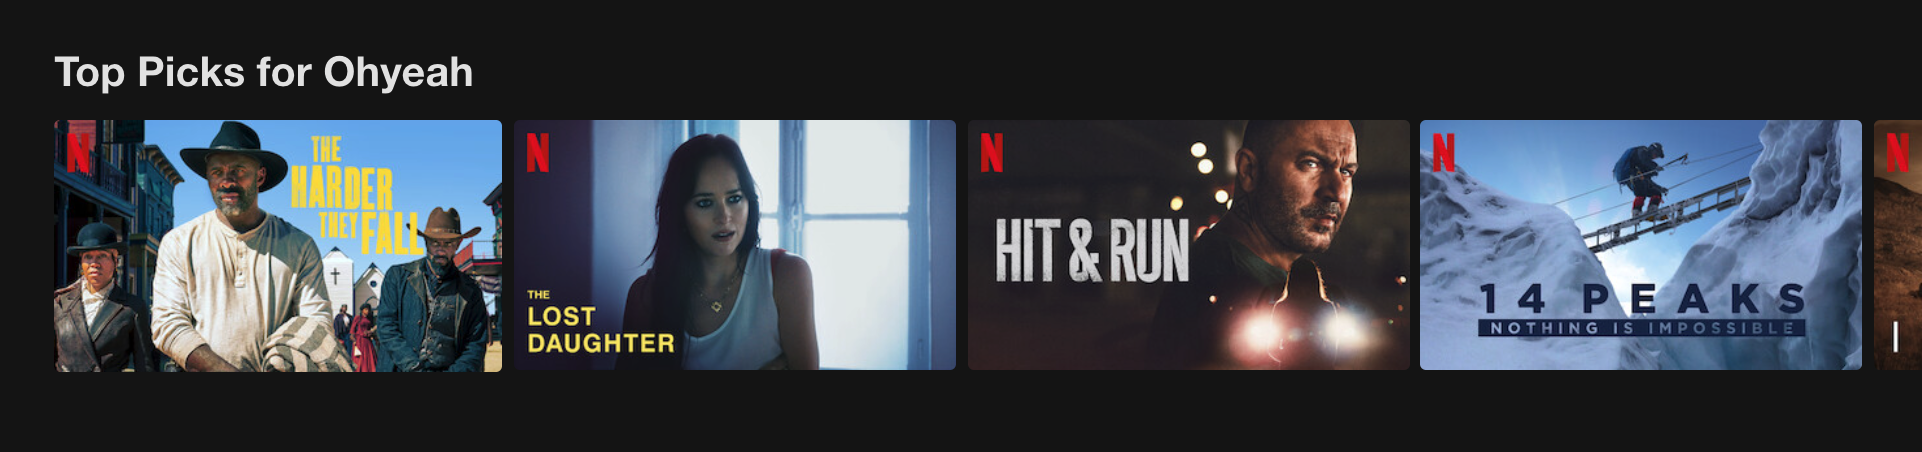 Top Picks for Ohyeah
N
THE
HARDER
THEY FALL
N
THE
LOST
DAUGHTER
N
HIT & RUN
N
14 PEAKS
NOTHING IS IMPOSSIBLE
N